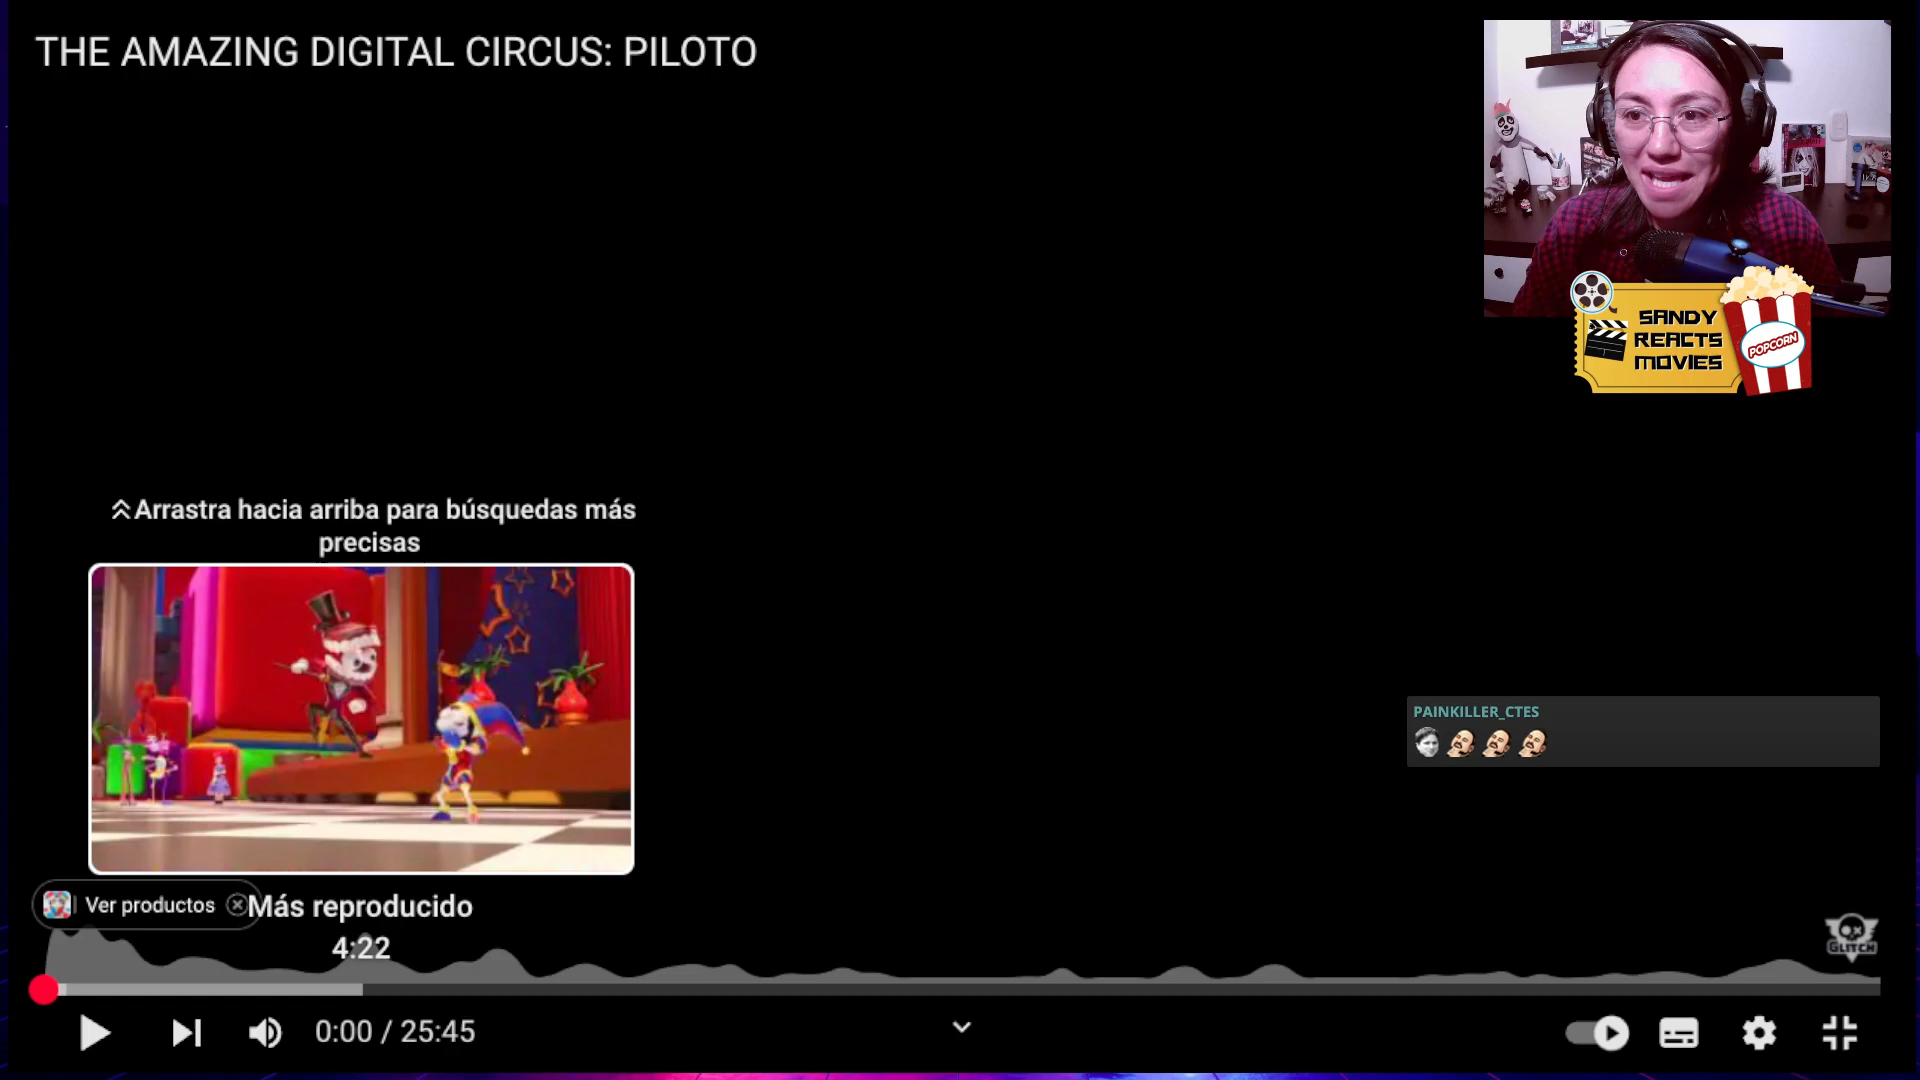 THE AMAZING DIGITAL CIRCUS: PILOTO
SANDY
REACTS
MOVIES
POPCORN
Arrastra hacia arriba para búsquedas más
precisas
PAINKILLER_CTES
Ver productos
Más reproducido
4:22
GLITCH
0:00 / 25:45